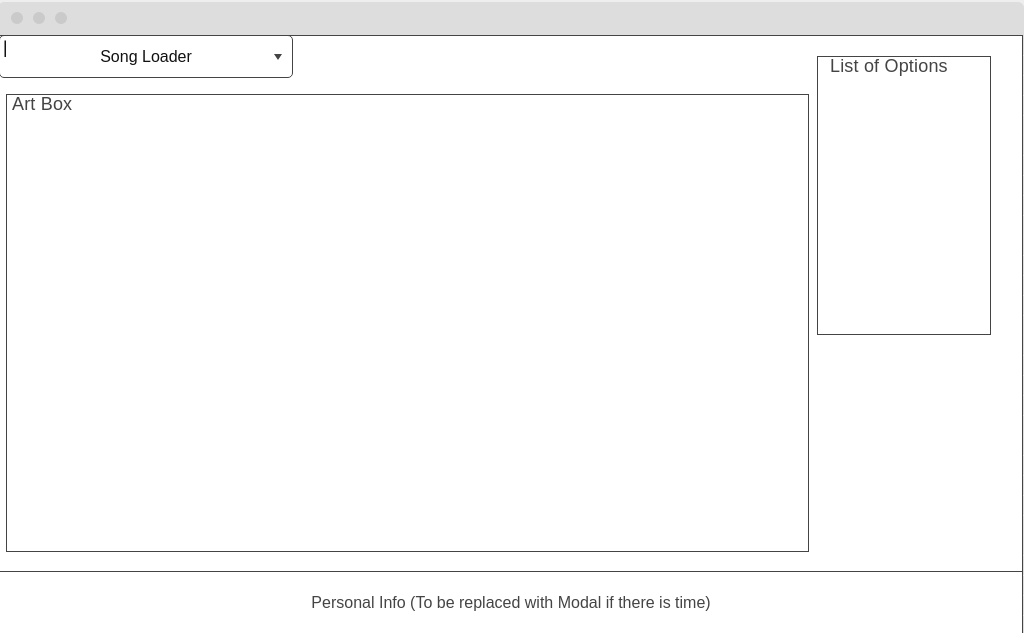 Song Loader
List of Options
Art Box
Personal Info (To be replaced with Modal if there is time)